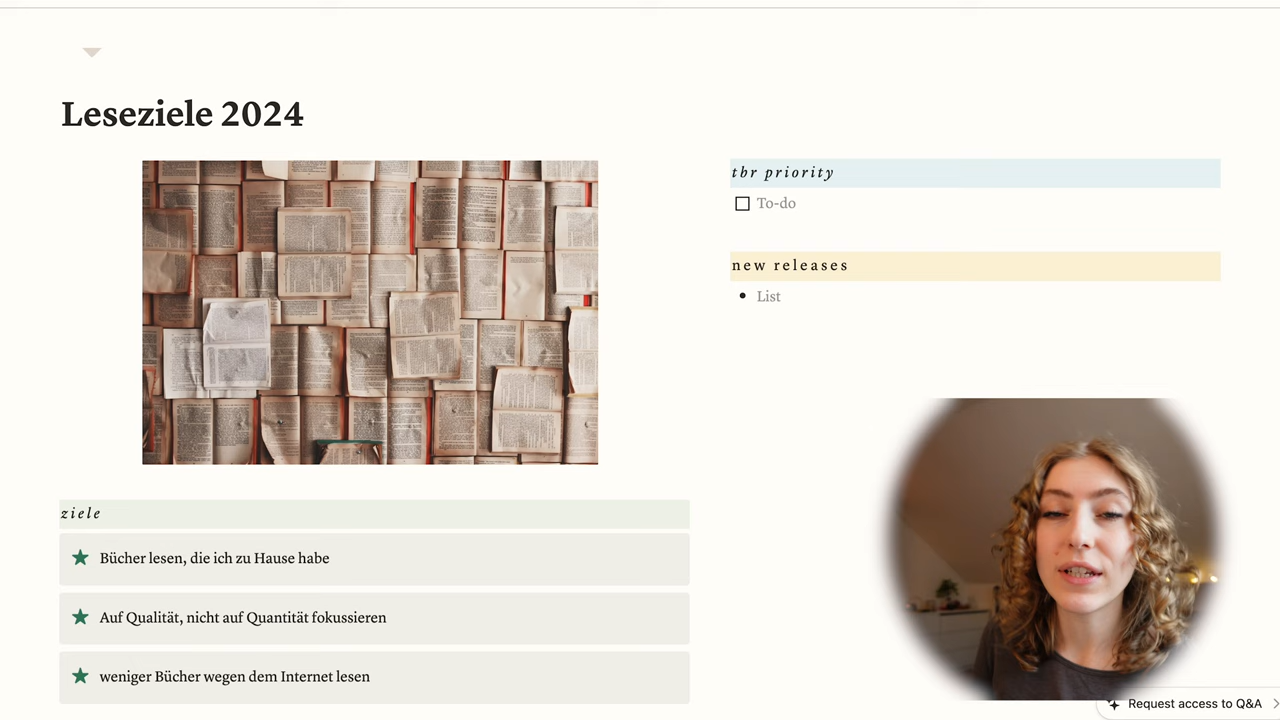 Leseziele 2024
tbr priority
To-do
new releases
List
ziele
Bücher lesen, die ich zu Hause habe
Auf Qualität, nicht auf Quantität fokussieren
weniger Bücher wegen dem Internet lesen
Request access to Q&A